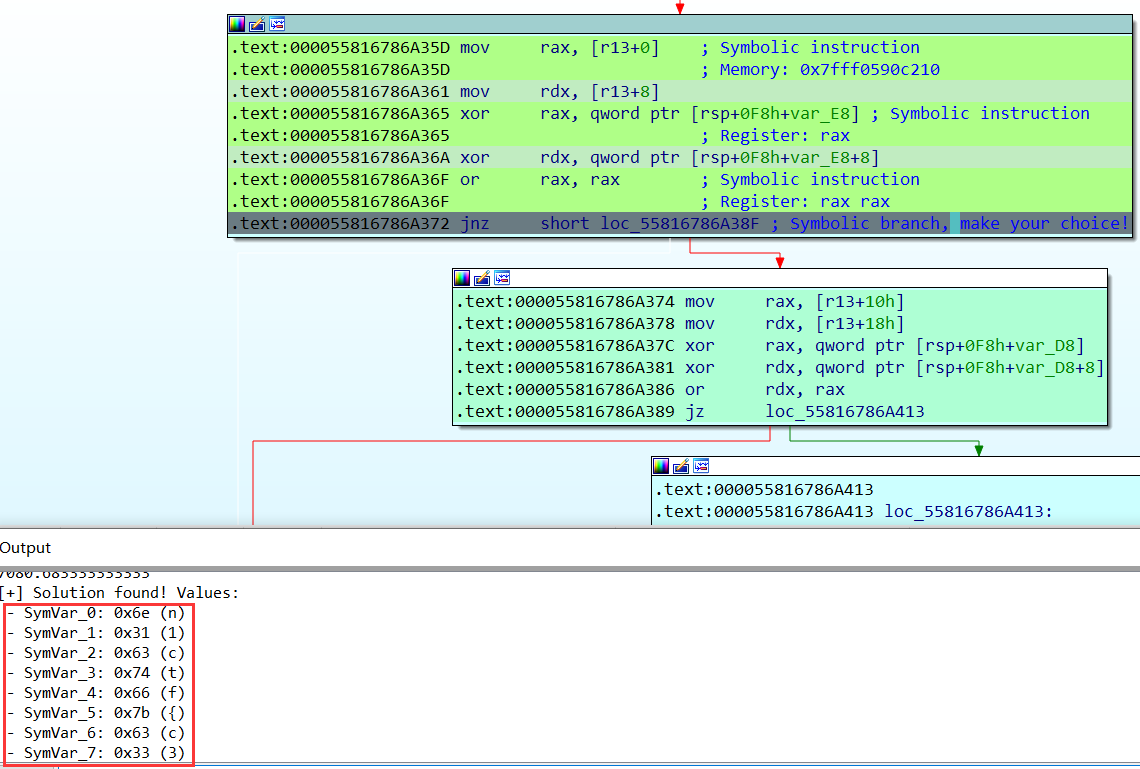 .text:000055816786A35D mov     rax, [r13+0]    ; Symbolic instruction
.text:000055816786A35D                         ; Memory: 0x7fff0590c210
.text:000055816786A361 mov     rdx, [r13+8]
.text:000055816786A365 xor     rax, qword ptr [rsp+0F8h+var_E8] ; Symbolic instruction
.text:000055816786A365                         ; Register: rax
.text:000055816786A36A xor     rdx, qword ptr [rsp+0F8h+var_E8+8]
.text:000055816786A36F or      rax, rax        ; Symbolic instruction
.text:000055816786A36F                         ; Register: rax rax
.text:000055816786A372 jnz     short loc_55816786A38F ; Symbolic branch, make your choice!
.text:000055816786A374 mov     rax, [r13+10h]
.text:000055816786A378 mov     rdx, [r13+18h]
.text:000055816786A37C xor     rax, qword ptr [rsp+0F8h+var_D8]
.text:000055816786A381 xor     rdx, qword ptr [rsp+0F8h+var_D8+8]
.text:000055816786A386 or      rdx, rax
.text:000055816786A389 jz      loc_55816786A413
.text:000055816786A413
.text:000055816786A413 loc_55816786A413:
Output
7080.683333333333
[+] Solution found! Values:
- SymVar_0: 0x6e (n)
- SymVar_1: 0x31 (1)
- SymVar_2: 0x63 (c)
- SymVar_3: 0x74 (t)
- SymVar_4: 0x66 (f)
- SymVar_5: 0x7b ({)
- SymVar_6: 0x63 (c)
- SymVar_7: 0x33 (3)